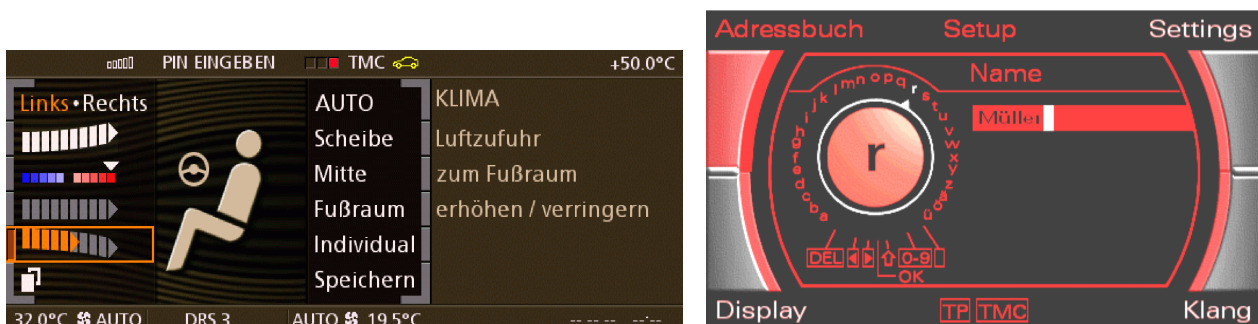 PIN EINGEBEN TMC +50.0°C
Links • Rechts
AUTO
Scheibe
Mitte
Fußraum
Individual
Speichern
KLIMA
Luftzufuhr
zum Fußraum
erhöhen / verringern
32.0°C AUTO DRS 3 AUTO 19.5°C -- -- -- --:--
Adressbuch Setup Settings
Name
Müller
r
a b c d e f g h i j k l m n o p q r s t u v w x y z ä ö ü
DEL 0-9
OK
Display TP TMC Klang